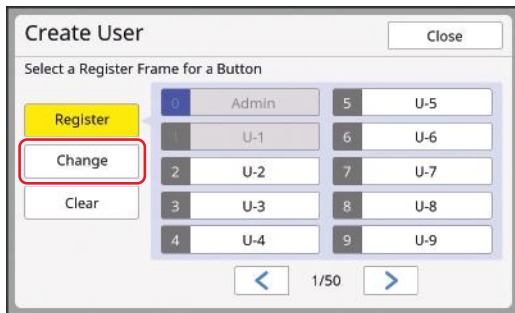 Create User
Close
Select a Register Frame for a Button
Register
Change
Clear
0 Admin
1 U-1
2 U-2
3 U-3
4 U-4
5 U-5
6 U-6
7 U-7
8 U-8
9 U-9
1/50